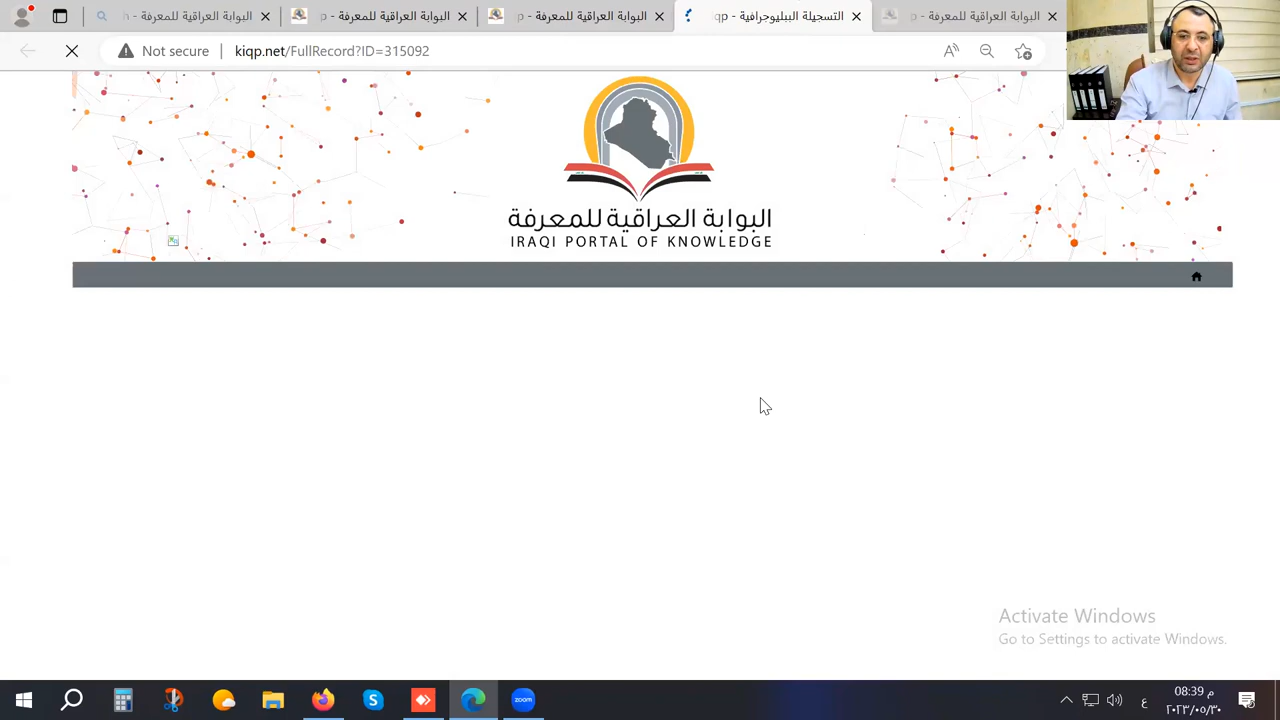 البوابة العراقية للمعرفة - h
البوابة العراقية للمعرفة - p
البوابة العراقية للمعرفة - p
التسجيلة الببليوجرافية - qp
البوابة العراقية للمعرفة - p
Not secure
kiqp.net/FullRecord?ID=315092
البوابة العراقية للمعرفة
IRAQI PORTAL OF KNOWLEDGE
Activate Windows
Go to Settings to activate Windows.
zoom
ع
08:39 م
٢٠٢٣/٠٥/٣٠